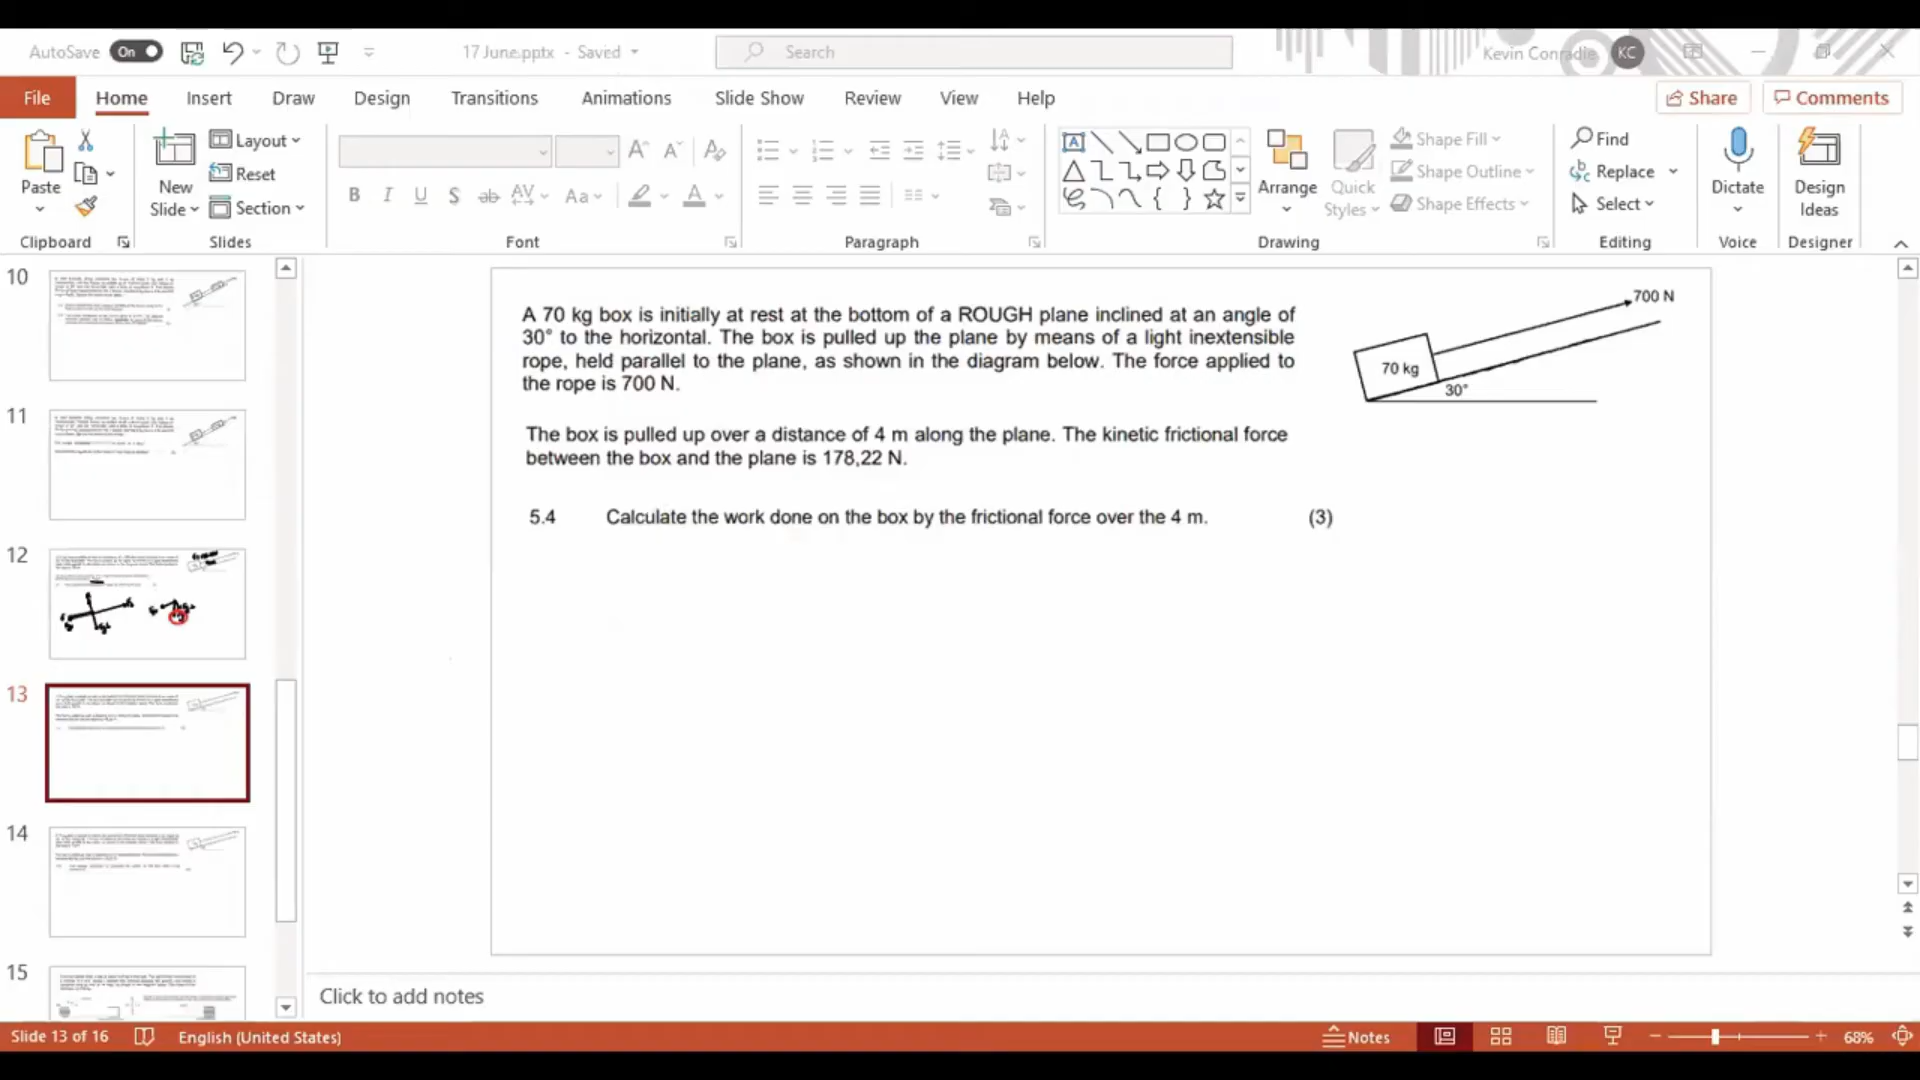 AutoSave On 17 June.pptx - Saved Search Kevin Conradie KC
File Home Insert Draw Design Transitions Animations Slide Show Review View Help Share Comments
Paste
New
Slide
Layout
Reset
Section
B I U S ab AV Aa A
Arrange
Quick
Styles
Shape Fill
Shape Outline
Shape Effects
Find
Replace
Select
Dictate
Design
Ideas
Clipboard Slides Font Paragraph Drawing Editing Voice Designer
10
11
12
13
14
15
A 70 kg box is initially at rest at the bottom of a ROUGH plane inclined at an angle of
30° to the horizontal. The box is pulled up the plane by means of a light inextensible
rope, held parallel to the plane, as shown in the diagram below. The force applied to
the rope is 700 N.
700 N
70 kg
30°
The box is pulled up over a distance of 4 m along the plane. The kinetic frictional force
between the box and the plane is 178,22 N.
5.4 Calculate the work done on the box by the frictional force over the 4 m. (3)
Click to add notes
Slide 13 of 16 English (United States) Notes 68%